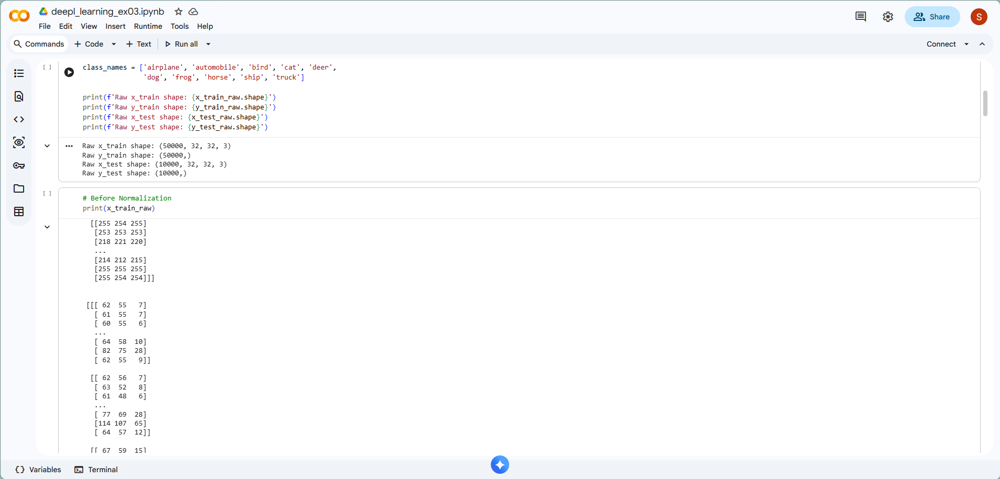 deepl_learning_ex03.ipynb
File Edit View Insert Runtime Tools Help
Share
S
Commands + Code + Text Run all
Connect
[ ]
class_names = ['airplane', 'automobile', 'bird', 'cat', 'deer',
'dog', 'frog', 'horse', 'ship', 'truck']
print(f'Raw x_train shape: {x_train_raw.shape}')
print(f'Raw y_train shape: {y_train_raw.shape}')
print(f'Raw x_test shape: {x_test_raw.shape}')
print(f'Raw y_test shape: {y_test_raw.shape}')
Raw x_train shape: (50000, 32, 32, 3)
Raw y_train shape: (50000,)
Raw x_test shape: (10000, 32, 32, 3)
Raw y_test shape: (10000,)
[ ]
# Before Normalization
print(x_train_raw)
[[255 254 255]
[253 253 253]
[218 221 220]
...
[214 212 215]
[255 255 255]
[255 254 254]]]
[[[ 62  55   7]
[ 61  55   7]
[ 60  55   6]
...
[ 64  58  10]
[ 82  75  28]
[ 62  55   9]]
[[ 62  56   7]
[ 63  52   8]
[ 61  48   6]
...
[ 77  69  28]
[114 107  65]
[ 64  57  12]]
[[ 67  59  15]
Variables Terminal